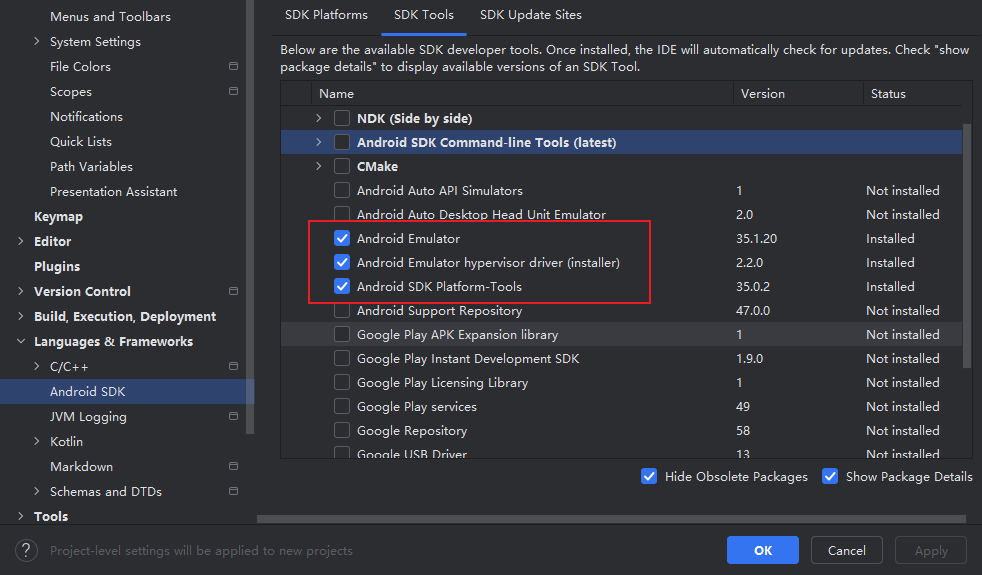 Menus and Toolbars
System Settings
File Colors
Scopes
Notifications
Quick Lists
Path Variables
Presentation Assistant
Keymap
Editor
Plugins
Version Control
Build, Execution, Deployment
Languages & Frameworks
C/C++
Android SDK
JVM Logging
Kotlin
Markdown
Schemas and DTDs
Tools
SDK Platforms SDK Tools SDK Update Sites
Below are the available SDK developer tools. Once installed, the IDE will automatically check for updates. Check "show
package details" to display available versions of an SDK Tool.
Name Version Status
NDK (Side by side)
Android SDK Command-line Tools (latest)
CMake
Android Auto API Simulators 1 Not installed
Android Auto Desktop Head Unit Emulator 2.0 Not installed
Android Emulator 35.1.20 Installed
Android Emulator hypervisor driver (installer) 2.2.0 Installed
Android SDK Platform-Tools 35.0.2 Installed
Android Support Repository 47.0.0 Not installed
Google Play APK Expansion library 1 Not installed
Google Play Instant Development SDK 1.9.0 Not installed
Google Play Licensing Library 1 Not installed
Google Play services 49 Not installed
Google Repository 58 Not installed
Google USB Driver 13 Not installed
Hide Obsolete Packages Show Package Details
? Project-level settings will be applied to new projects
OK Cancel Apply